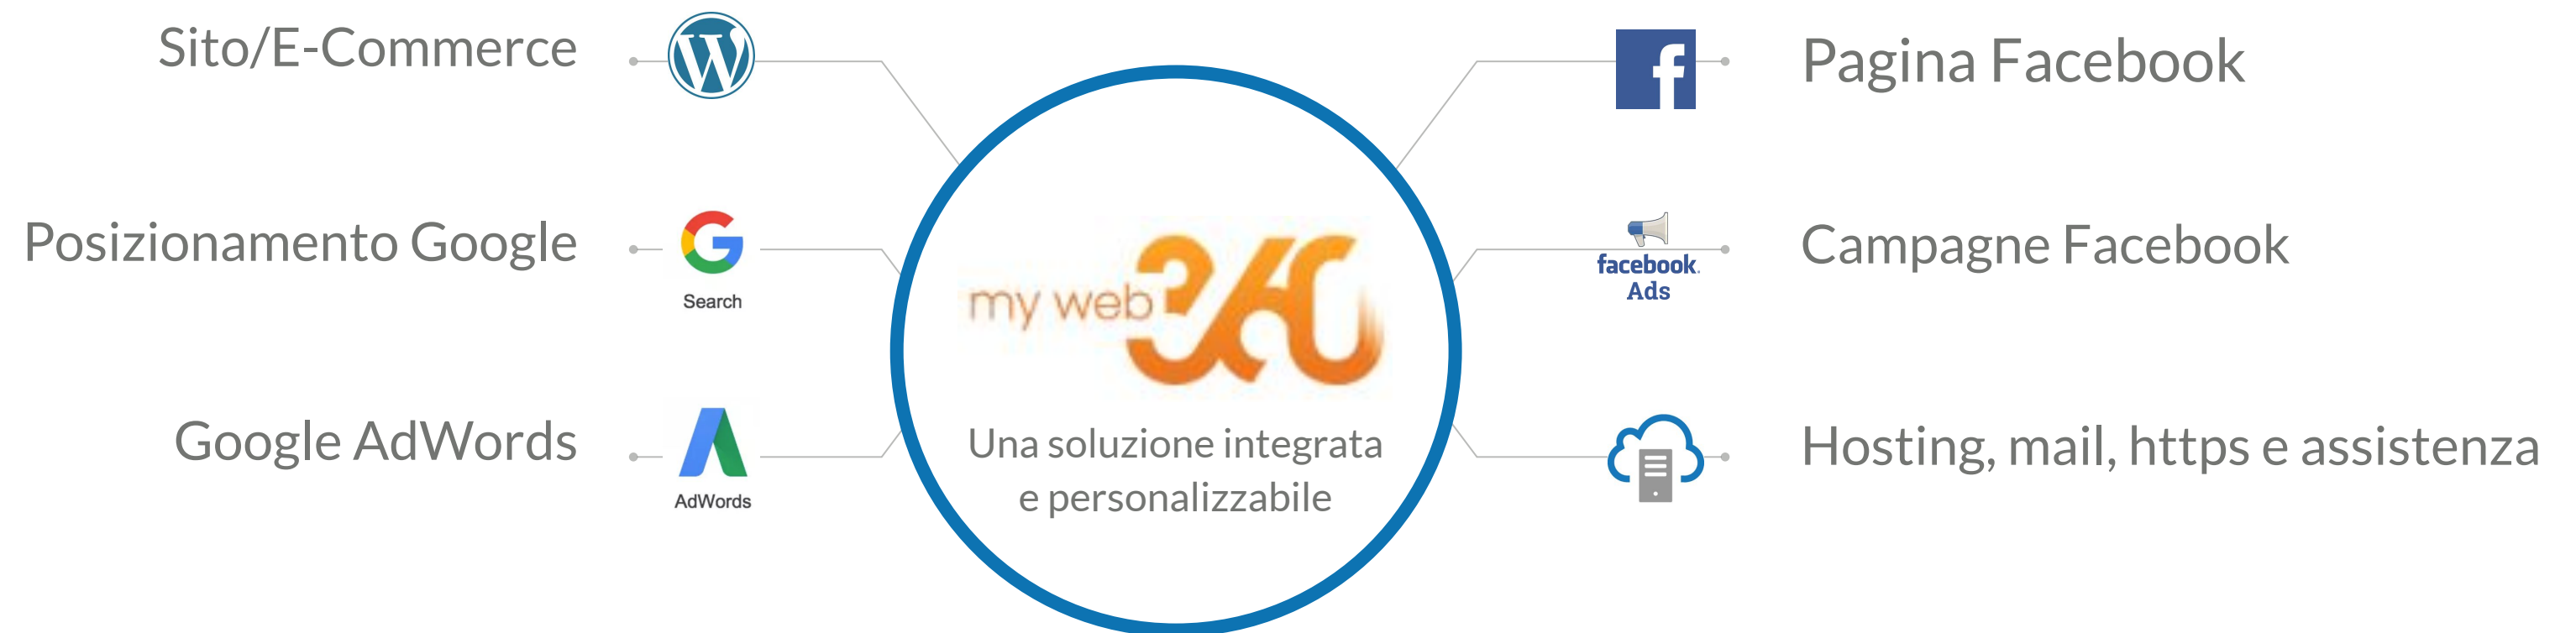 Sito/E-Commerce
Posizionamento Google
Search
Google AdWords
AdWords
my web 360
Una soluzione integrata
e personalizzabile
Pagina Facebook
facebook.
Ads
Campagne Facebook
Hosting, mail, https e assistenza